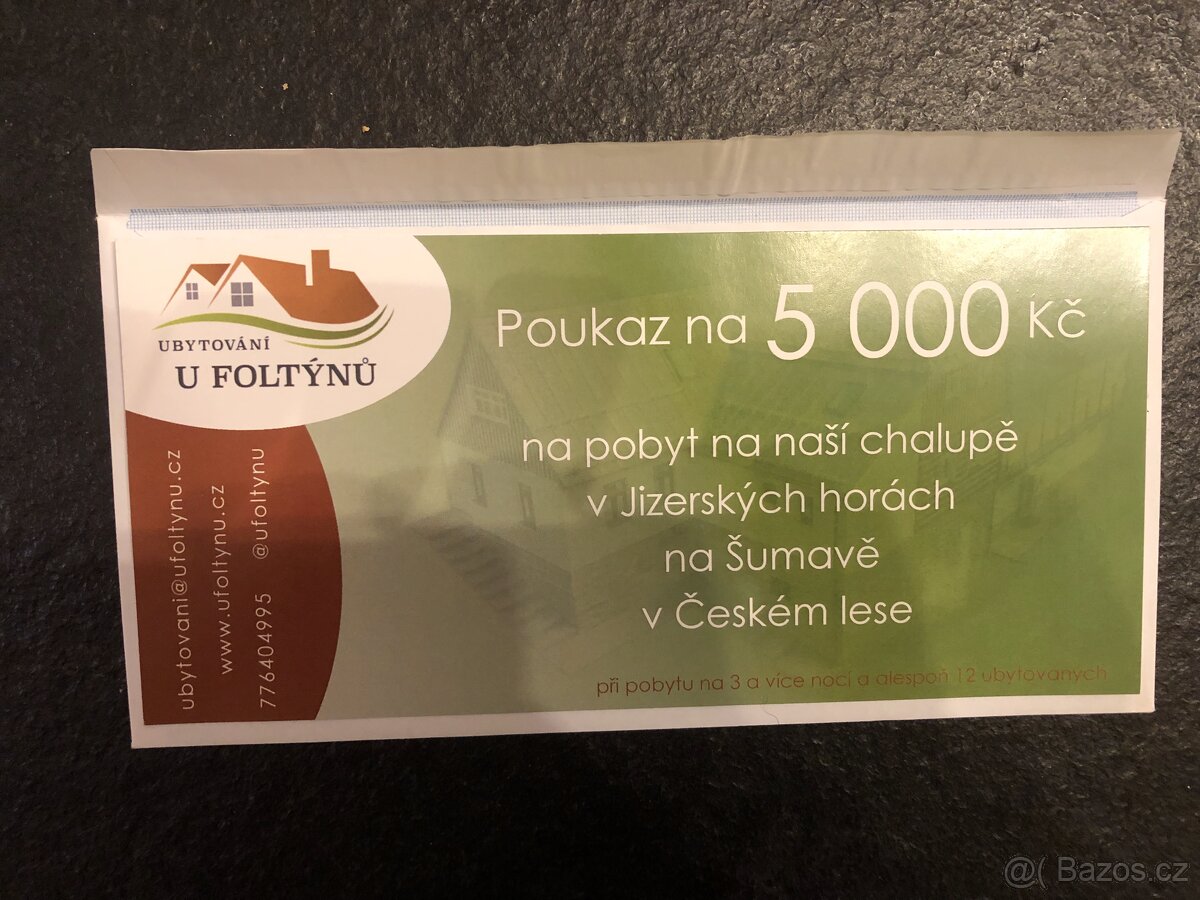 UBYTOVÁNÍ
U FOLTÝNŮ
Poukaz na 5 000 Kč
na pobyt na naší chalupě
v Jizerských horách
na Šumavě
v Českém lese
při pobytu na 3 a více nocí a alespoň 12 ubytovaných
ubytovani@ufoltynu.cz
www.ufoltynu.cz
776404995 @ufoltynu
@( Bazos.cz